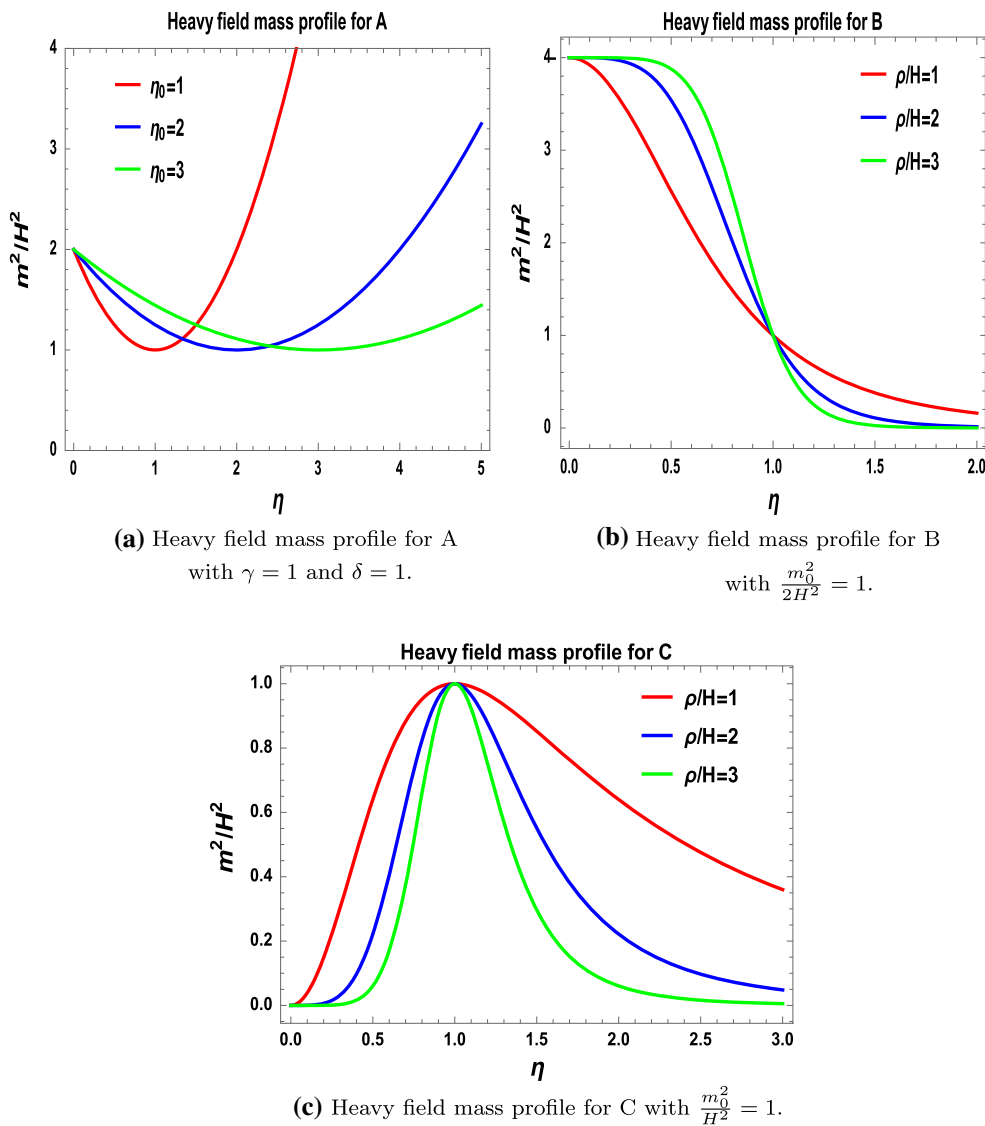 Heavy field mass profile for A
4
3
2
1
0
0 1 2 3 4 5
m²/H²
η
η₀=1
η₀=2
η₀=3
(a) Heavy field mass profile for A
with γ = 1 and δ = 1.
Heavy field mass profile for B
4
3
2
1
0
0.0 0.5 1.0 1.5 2.0
m²/H²
η
ρ/H=1
ρ/H=2
ρ/H=3
(b) Heavy field mass profile for B
with m₀²/2H² = 1.
Heavy field mass profile for C
1.0
0.8
0.6
0.4
0.2
0.0
0.0 0.5 1.0 1.5 2.0 2.5 3.0
m²/H²
η
ρ/H=1
ρ/H=2
ρ/H=3
(c) Heavy field mass profile for C with m₀²/H² = 1.